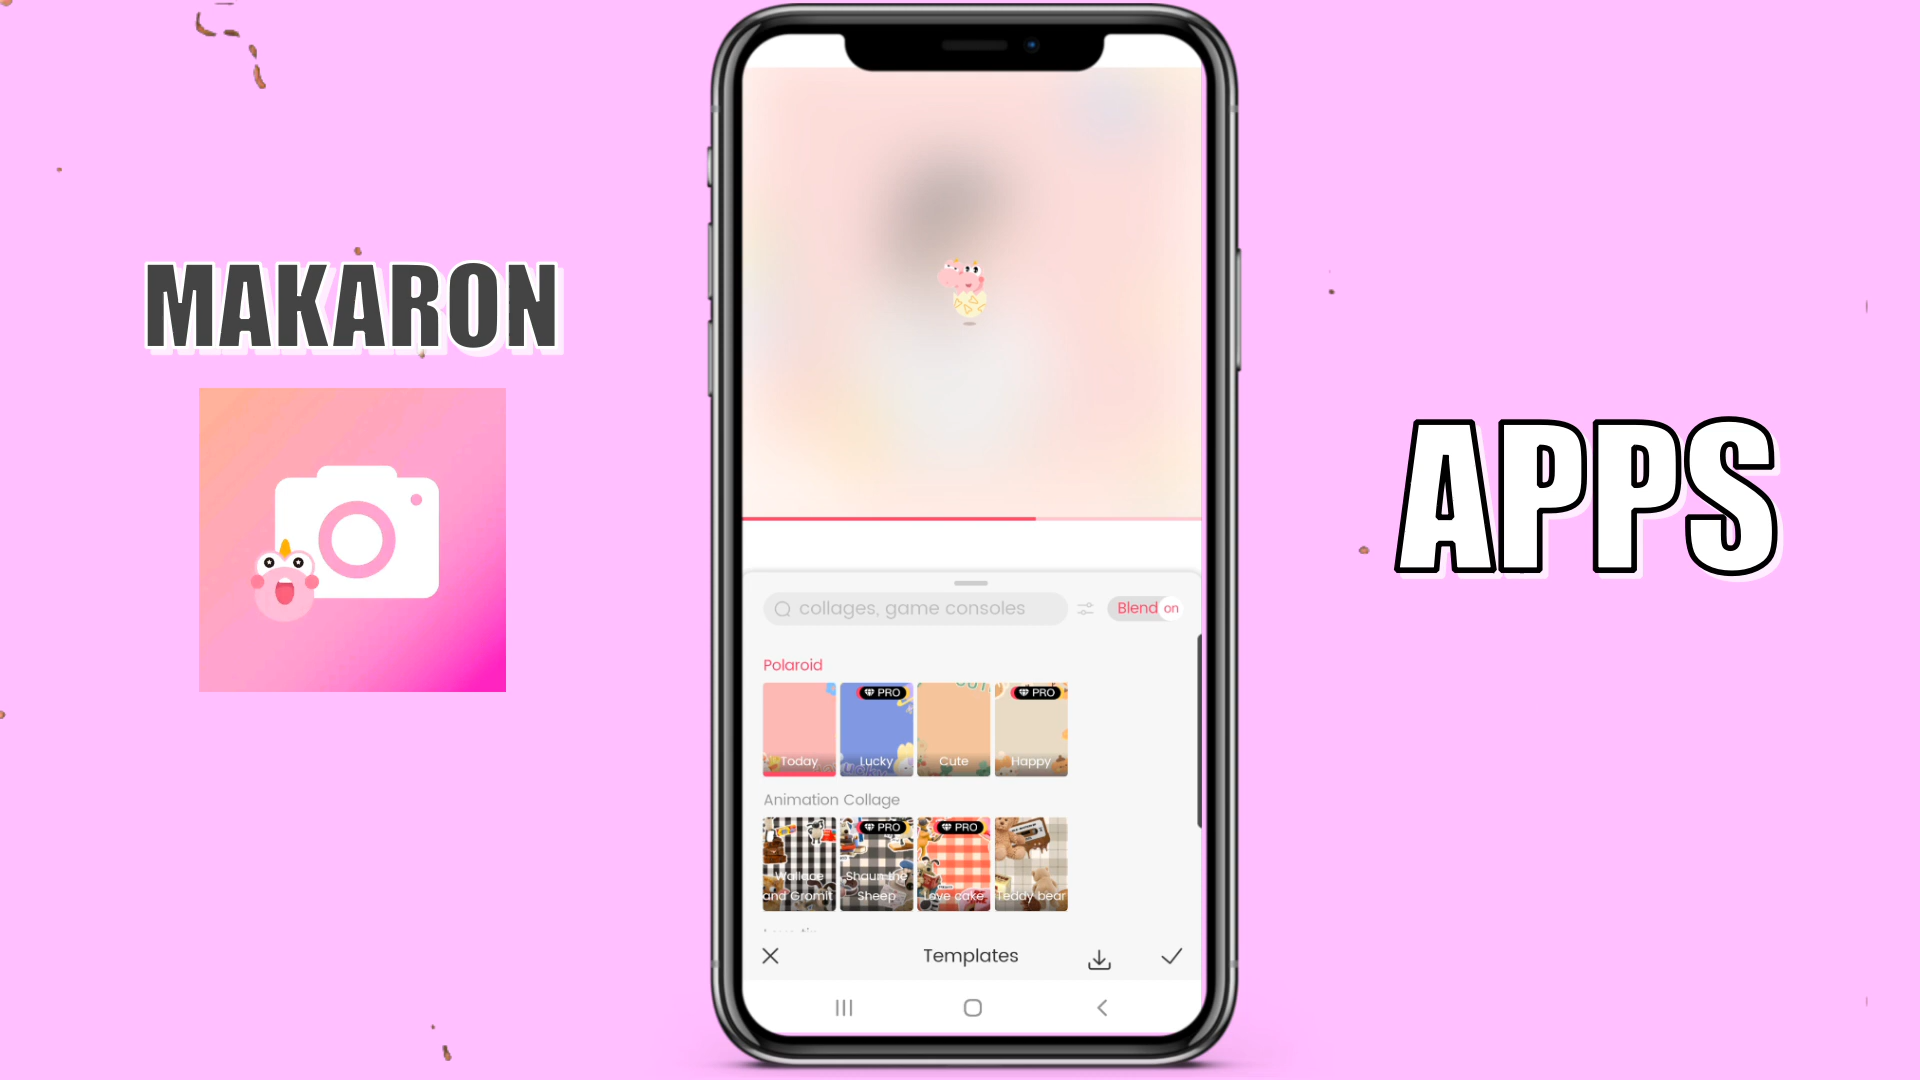 MAKARON
APPS
collages, game consoles
Blend on
Polaroid
PRO
PRO
Today
Lucky
Cute
Happy
Animation Collage
PRO
PRO
Wallace
and Gromit
Shaun the
Sheep
Love cake
Teddy bear
Templates